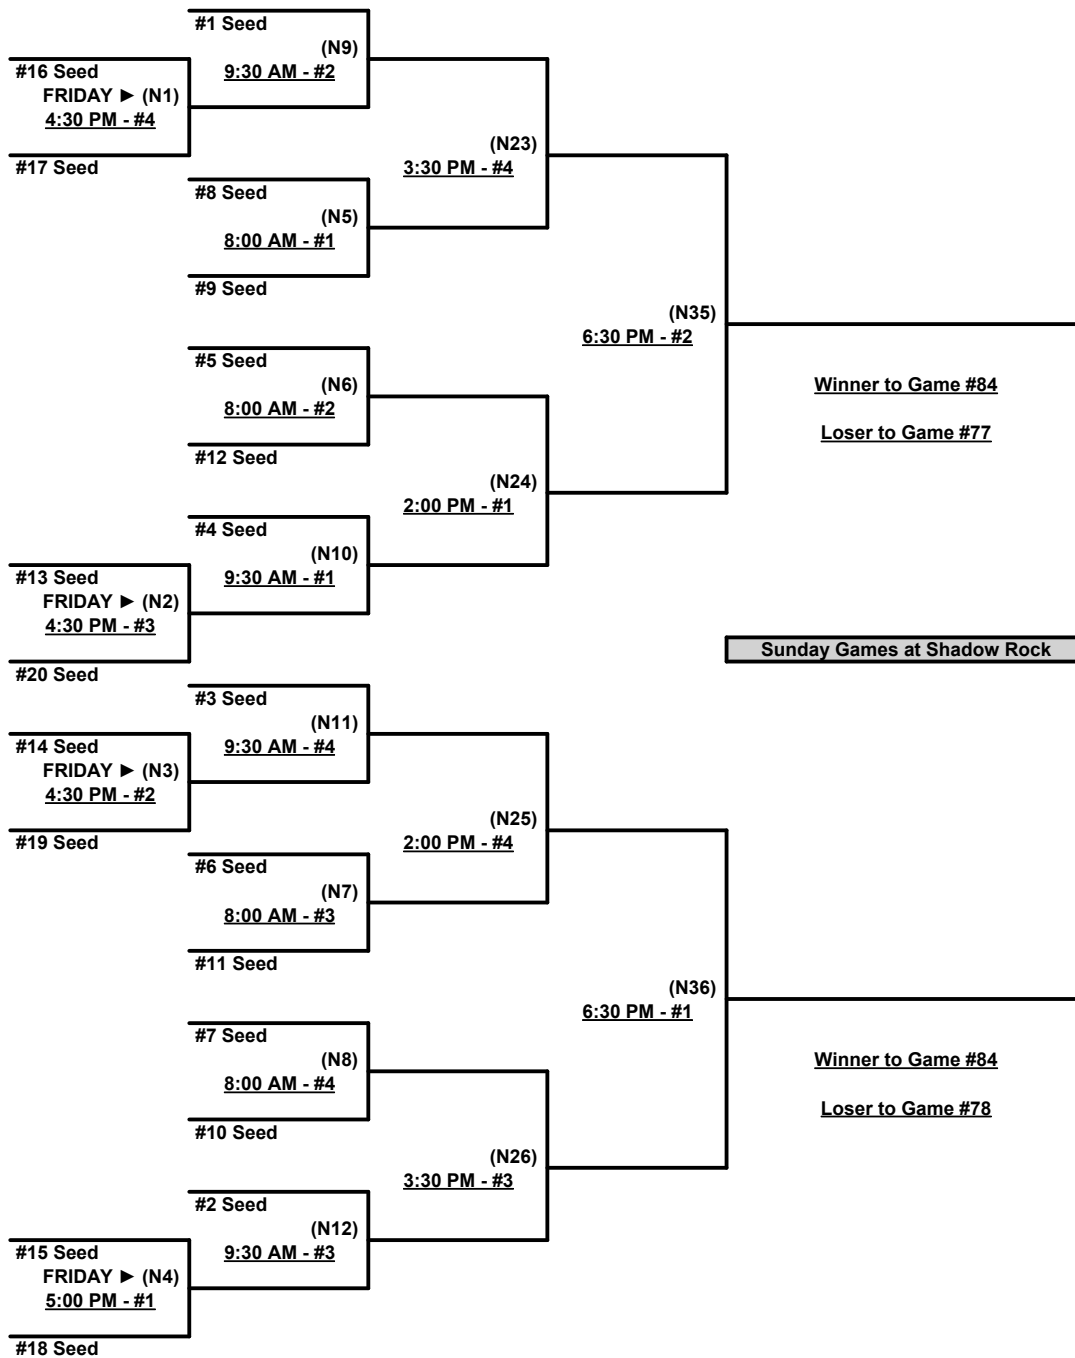 #1 Seed
(N9)
9:30 AM - #2
#16 Seed
FRIDAY ► (N1)
4:30 PM - #4
#17 Seed
(N23)
3:30 PM - #4
#8 Seed
(N5)
8:00 AM - #1
#9 Seed
(N35)
6:30 PM - #2
#5 Seed
(N6)
8:00 AM - #2
#12 Seed
Winner to Game #84
Loser to Game #77
(N24)
2:00 PM - #1
#4 Seed
(N10)
9:30 AM - #1
#13 Seed
FRIDAY ► (N2)
4:30 PM - #3
#20 Seed
Sunday Games at Shadow Rock
#3 Seed
(N11)
9:30 AM - #4
#14 Seed
FRIDAY ► (N3)
4:30 PM - #2
#19 Seed
(N25)
2:00 PM - #4
#6 Seed
(N7)
8:00 AM - #3
#11 Seed
(N36)
6:30 PM - #1
#7 Seed
(N8)
8:00 AM - #4
#10 Seed
Winner to Game #84
Loser to Game #78
(N26)
3:30 PM - #3
#2 Seed
(N12)
9:30 AM - #3
#15 Seed
FRIDAY ► (N4)
5:00 PM - #1
#18 Seed